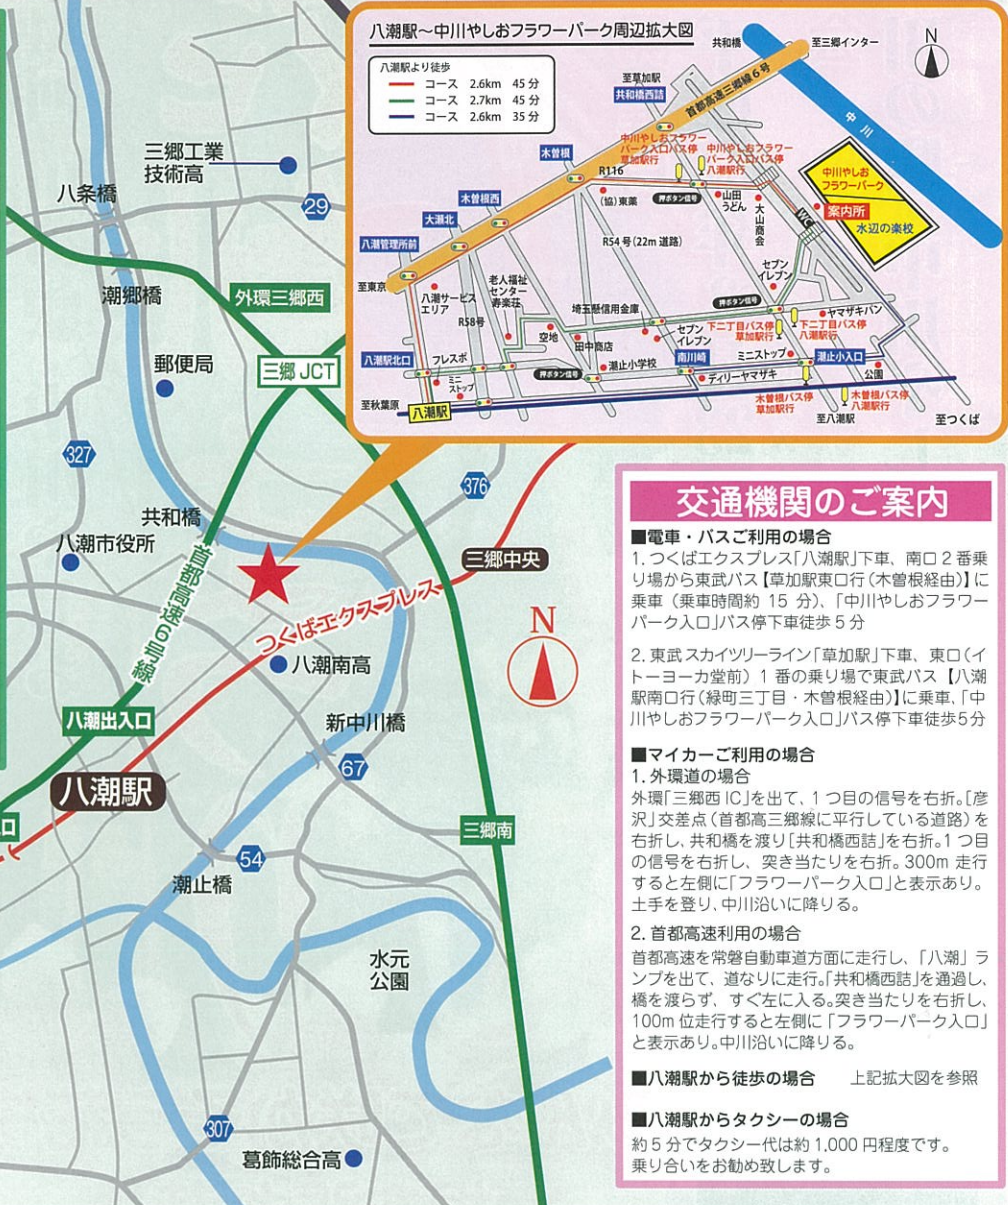 八潮駅~中川やしおフラワーパーク周辺拡大図
八潮駅より徒歩
コース 2.6km 45分
コース 2.7km 45分
コース 2.6km 35分
共和橋
至三郷インター
N
至草加駅
共和橋西詰
首都高速三郷線6号
中川
木曽根
中川やしおフラワー
パーク入口バス停
草加駅行
中川やしおフラワー
パーク入口バス停
八潮駅行
R116
押ボタン信号
(協)東薬
山田
うどん
大山商会
WC
中川やしお
フラワーパーク
案内所
水辺の楽校
木曽根西
大瀬北
八潮管理所前
R54号(22m道路)
至東京
八潮サービス
エリア
R58号
老人福祉
センター
寿楽荘
空地
埼玉懸信用金庫
田中商店
セブン
イレブン
押ボタン信号
セブン
イレブン
下二丁目バス停
草加駅行
下二丁目バス停
八潮駅行
ヤマザキパン
八潮駅北口
フレスポ
ミニ
ストップ
押ボタン信号
潮止小学校
南川崎
ミニストップ
潮止小入口
デイリーヤマザキ
公園
至秋葉原
八潮駅
木曽根バス停
草加駅行
木曽根バス停
八潮駅行
至八潮駅
至つくば
三郷工業
技術高
八条橋
29
潮郷橋
外環三郷西
郵便局
三郷JCT
327
376
共和橋
八潮市役所
首都高速6号線
三郷中央
つくばエクスプレス
N
八潮南高
八潮出入口
新中川橋
67
八潮駅
口
三郷南
54
潮止橋
水元
公園
307
葛飾総合高
交通機関のご案内
■電車・バスご利用の場合
1. つくばエクスプレス「八潮駅」下車、南口2番乗
り場から東武バス【草加駅東口行(木曽根経由)】に
乗車(乗車時間約15分)、「中川やしおフラワー
パーク入口」バス停下車徒歩5分
2. 東武スカイツリーライン「草加駅」下車、東口(イ
トーヨーカ堂前)1番の乗り場で東武バス【八潮
駅南口行(緑町三丁目・木曽根経由)】に乗車、「中
川やしおフラワーパーク入口」バス停下車徒歩5分
■マイカーご利用の場合
1. 外環道の場合
外環「三郷西IC」を出て、1つ目の信号を右折。[彦
沢」交差点(首都高三郷線に平行している道路)を
右折し、共和橋を渡り[共和橋西詰」を右折。1つ目
の信号を右折し、突き当たりを右折。300m走行
すると左側に「フラワーパーク入口」と表示あり。
土手を登り、中川沿いに降りる。
2. 首都高速利用の場合
首都高速を常磐自動車道方面に走行し、「八潮」ラ
ンプを出て、道なりに走行。「共和橋西詰」を通過し、
橋を渡らず、すぐ左に入る。突き当たりを右折し、
100m位走行すると左側に「フラワーパーク入口」
と表示あり。中川沿いに降りる。
■八潮駅から徒歩の場合 上記拡大図を参照
■八潮駅からタクシーの場合
約5分でタクシー代は約1,000円程度です。
乗り合いをお勧め致します。